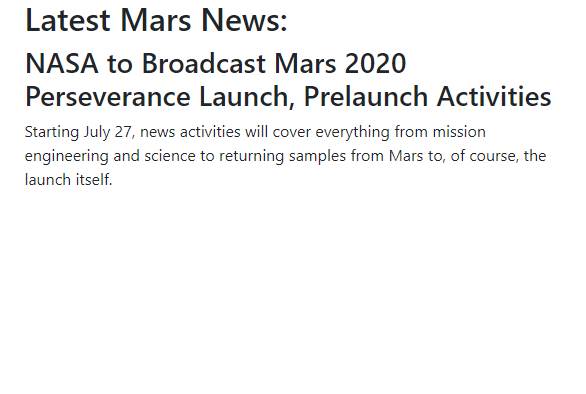 Latest Mars News:
NASA to Broadcast Mars 2020
Perseverance Launch, Prelaunch Activities
Starting July 27, news activities will cover everything from mission
engineering and science to returning samples from Mars to, of course, the
launch itself.